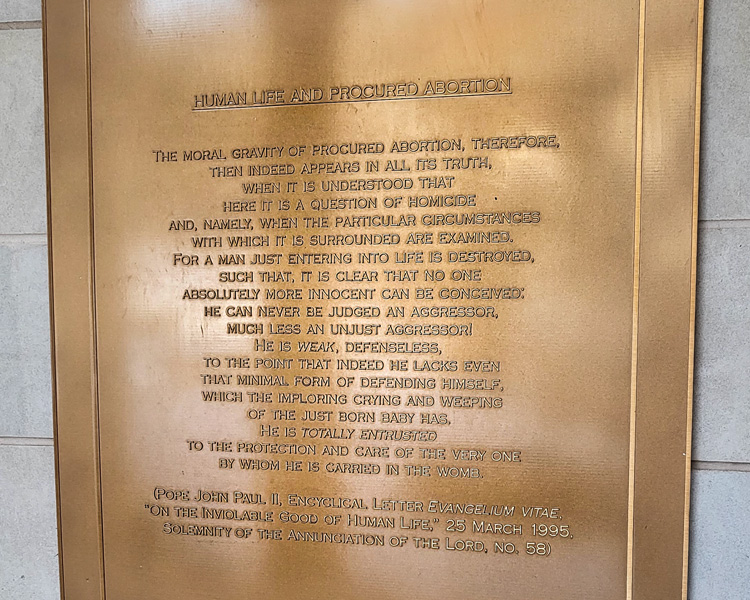 HUMAN LIFE AND PROCURED ABORTION
THE MORAL GRAVITY OF PROCURED ABORTION, THEREFORE,
THEN INDEED APPEARS IN ALL ITS TRUTH,
WHEN IT IS UNDERSTOOD THAT
HERE IT IS A QUESTION OF HOMICIDE
AND, NAMELY, WHEN THE PARTICULAR CIRCUMSTANCES
WITH WHICH IT IS SURROUNDED ARE EXAMINED.
FOR A MAN JUST ENTERING INTO LIFE IS DESTROYED,
SUCH THAT, IT IS CLEAR THAT NO ONE
ABSOLUTELY MORE INNOCENT CAN BE CONCEIVED:
HE CAN NEVER BE JUDGED AN AGGRESSOR,
MUCH LESS AN UNJUST AGGRESSOR!
HE IS WEAK, DEFENSELESS,
TO THE POINT THAT INDEED HE LACKS EVEN
THAT MINIMAL FORM OF DEFENDING HIMSELF,
WHICH THE IMPLORING CRYING AND WEEPING
OF THE JUST BORN BABY HAS.
HE IS TOTALLY ENTRUSTED
TO THE PROTECTION AND CARE OF THE VERY ONE
BY WHOM HE IS CARRIED IN THE WOMB.
(POPE JOHN PAUL II, ENCYCLICAL LETTER EVANGELIUM VITAE,
"ON THE INVIOLABLE GOOD OF HUMAN LIFE," 25 MARCH 1995,
SOLEMNITY OF THE ANNUNCIATION OF THE LORD, NO. 58)